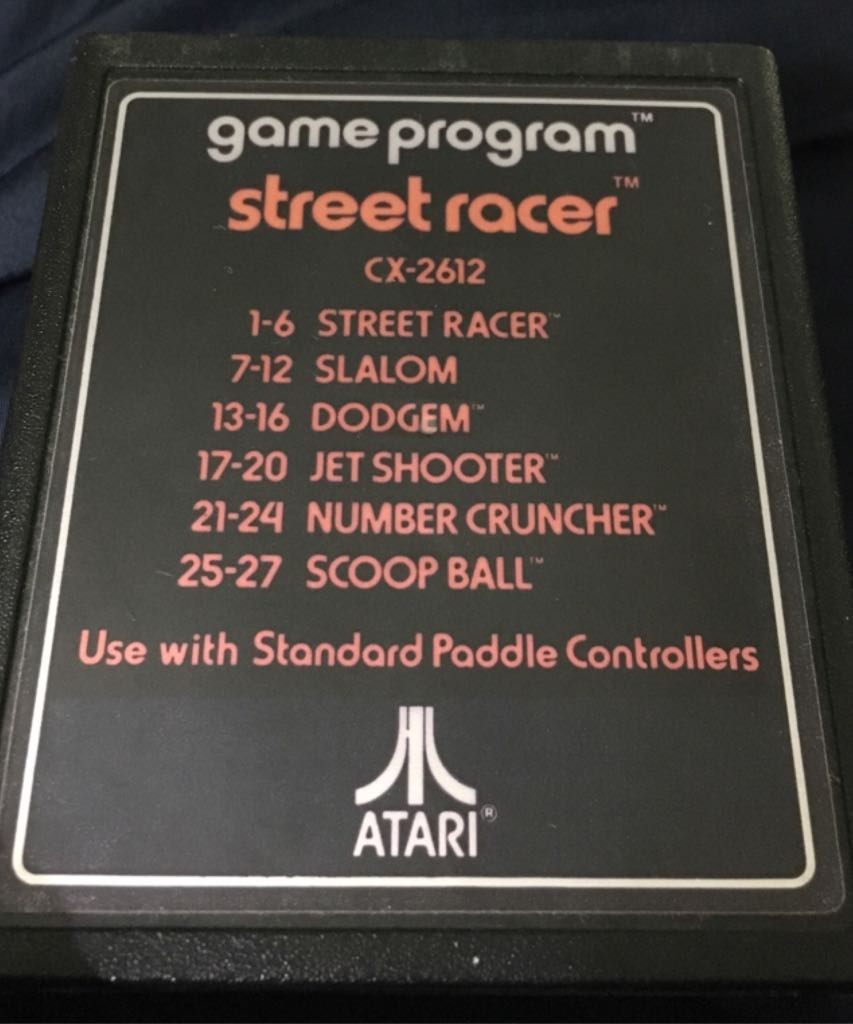 game program™
street racer™
CX-2612
1-6 STREET RACER™
7-12 SLALOM
13-16 DODGEM™
17-20 JET SHOOTER™
21-24 NUMBER CRUNCHER™
25-27 SCOOP BALL™
Use with Standard Paddle Controllers
ATARI®